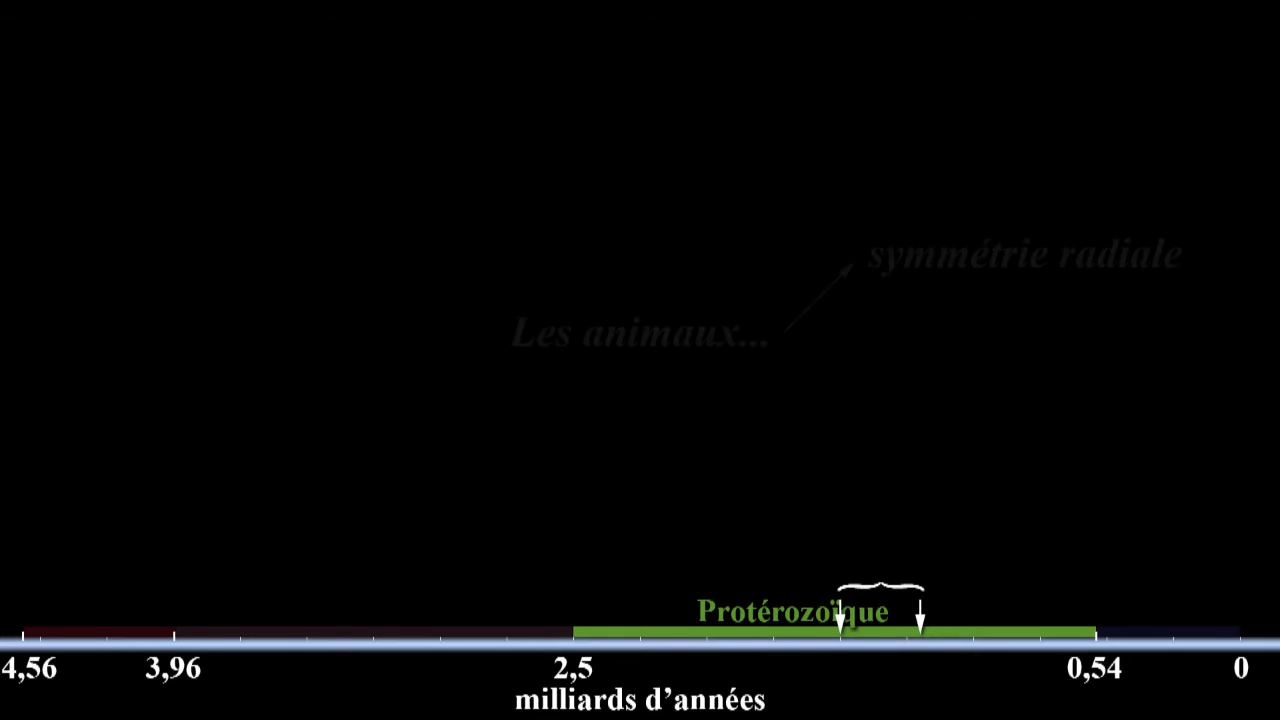 symmétrie radiale
Les animaux...
Protérozoïque
4,56 3,96 2,5 0,54 0
milliards d’années